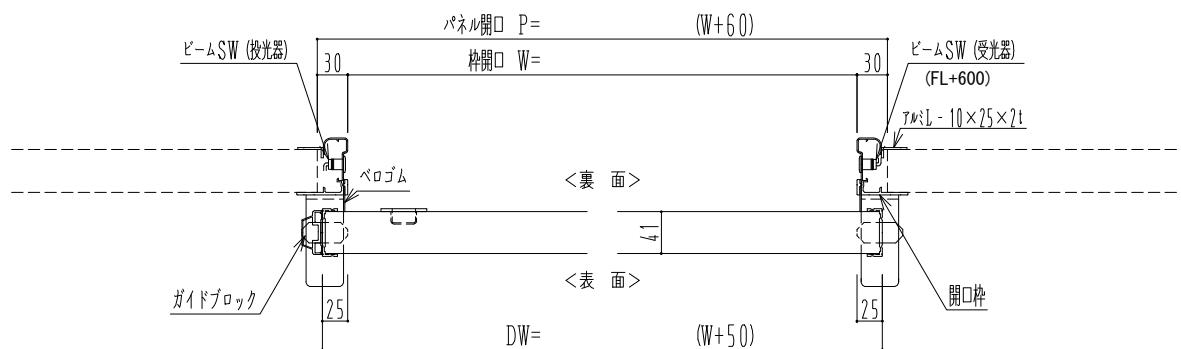 パネル開口 P= (W+60)
ビームSW (投光器)
30
枠開口 W=
30
ビームSW (受光器)
(FL+600)
アルミL - 10×25×2t
ベロゴム
<裏 面>
41
<表 面>
ガイドブロック
25
25
開口枠
DW= (W+50)